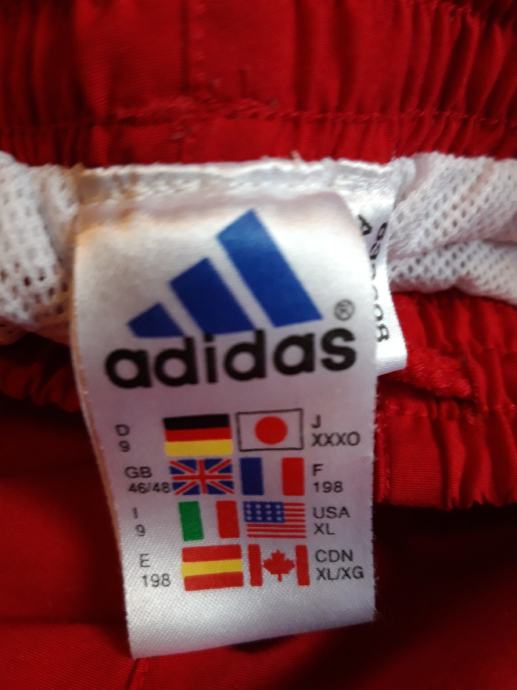 adidas®
D
9
J
XXXO
GB
46/48
F
198
I
9
USA
XL
E
198
CDN
XL/XG